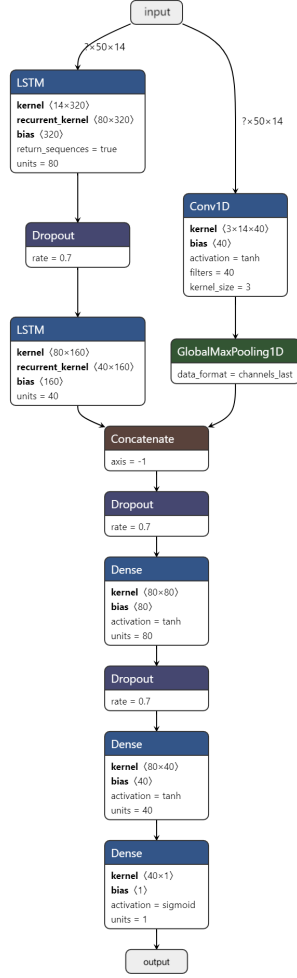 input
?×50×14
?×50×14
LSTM
kernel ⟨14×320⟩
recurrent_kernel ⟨80×320⟩
bias ⟨320⟩
return_sequences = true
units = 80
Dropout
rate = 0.7
LSTM
kernel ⟨80×160⟩
recurrent_kernel ⟨40×160⟩
bias ⟨160⟩
units = 40
Conv1D
kernel ⟨3×14×40⟩
bias ⟨40⟩
activation = tanh
filters = 40
kernel_size = 3
GlobalMaxPooling1D
data_format = channels_last
Concatenate
axis = -1
Dropout
rate = 0.7
Dense
kernel ⟨80×80⟩
bias ⟨80⟩
activation = tanh
units = 80
Dropout
rate = 0.7
Dense
kernel ⟨80×40⟩
bias ⟨40⟩
activation = tanh
units = 40
Dense
kernel ⟨40×1⟩
bias ⟨1⟩
activation = sigmoid
units = 1
output